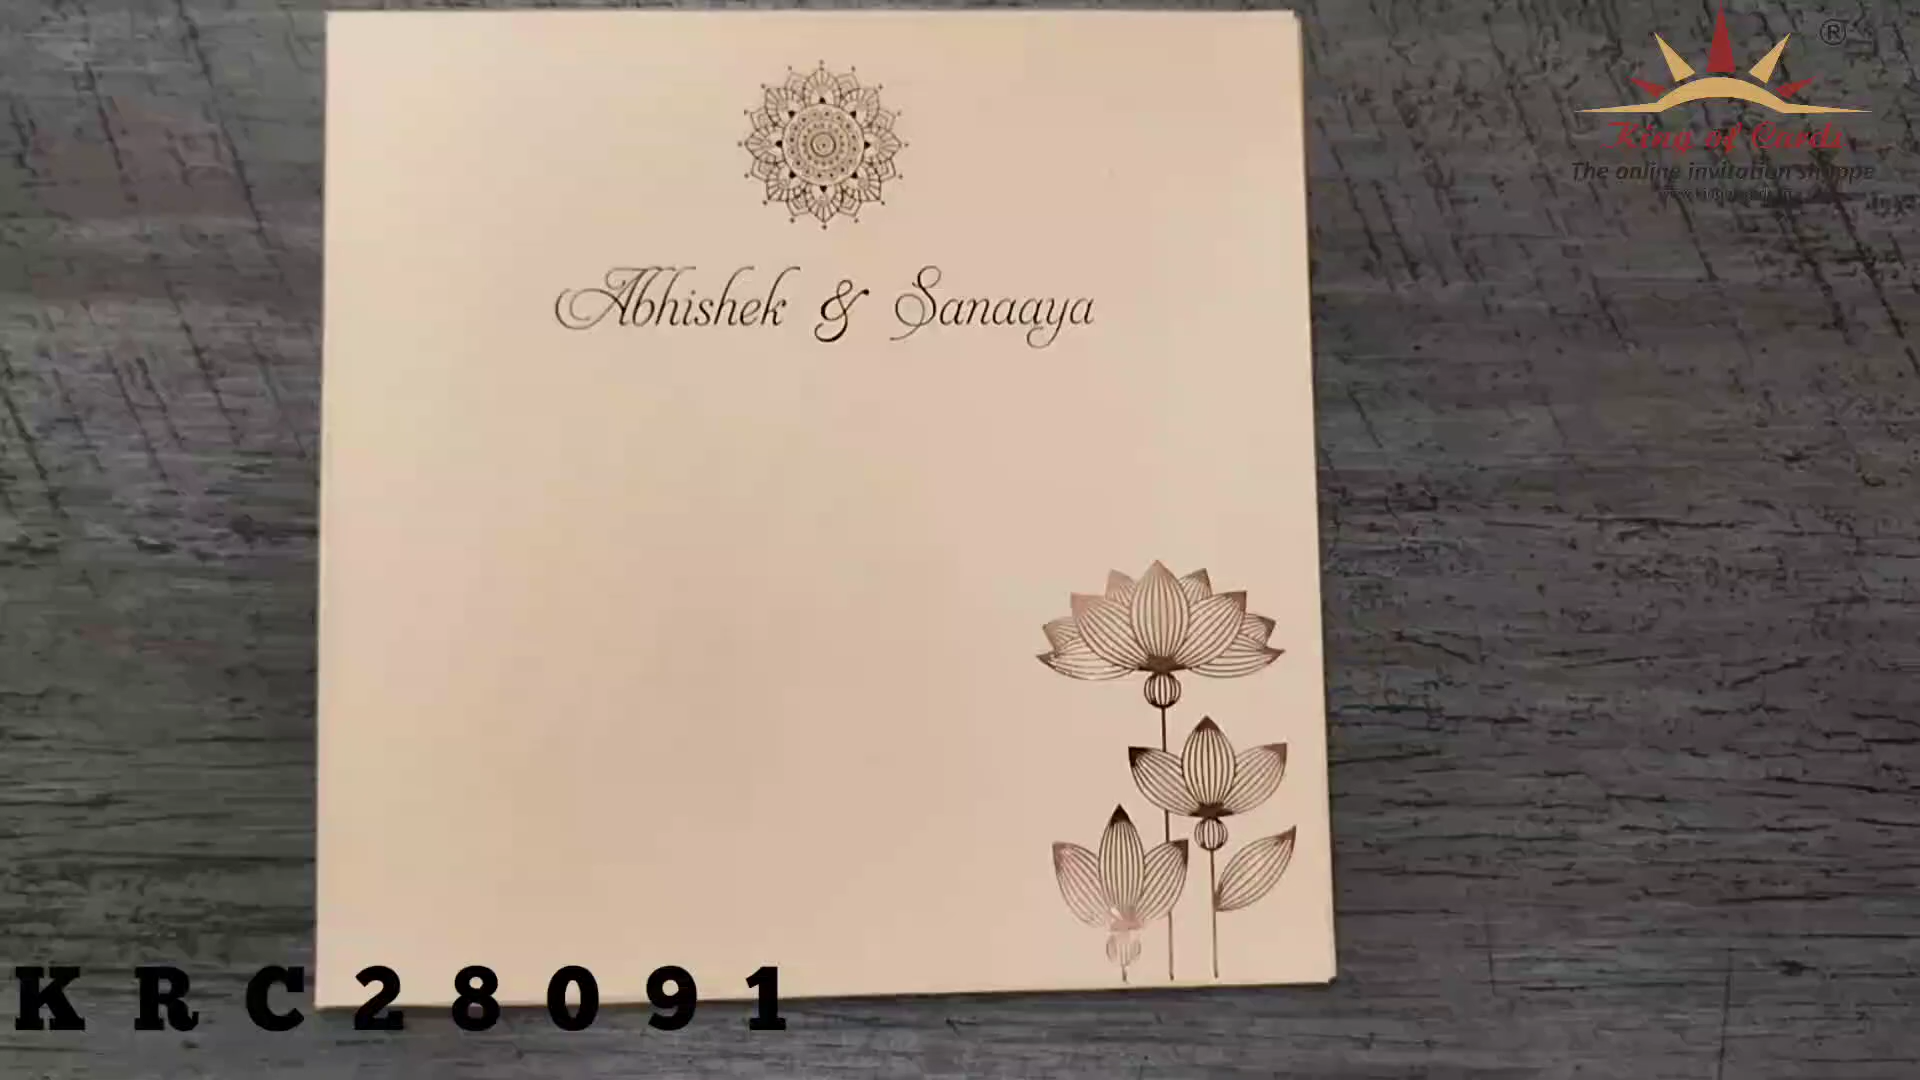 ®
King of Cards
The online invitation shoppe
Abhishek & Sanaaya
KRC28091